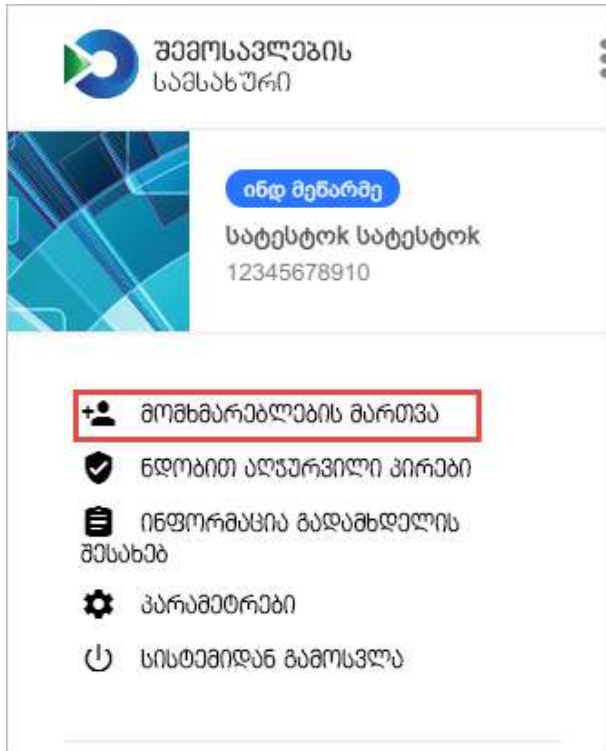 შემოსავლების
სამსახური
ინდ მეწარმე
სატესტოk სატესტოk
12345678910
მომხმარებლების მართვა
ნდობით აღჭურვილი პირები
ინფორმაცია გადამხდელის
შესახებ
პარამეტრები
სისტემიდან გამოსვლა